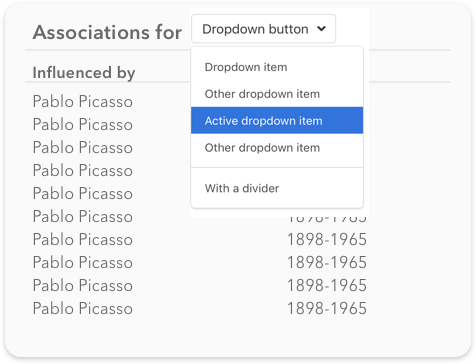 Associations for
Dropdown button
Dropdown item
Other dropdown item
Active dropdown item
Other dropdown item
With a divider
Influenced by
Pablo Picasso
Pablo Picasso
Pablo Picasso
Pablo Picasso
Pablo Picasso
Pablo Picasso 1898-1965
Pablo Picasso 1898-1965
Pablo Picasso 1898-1965
Pablo Picasso 1898-1965
Pablo Picasso 1898-1965